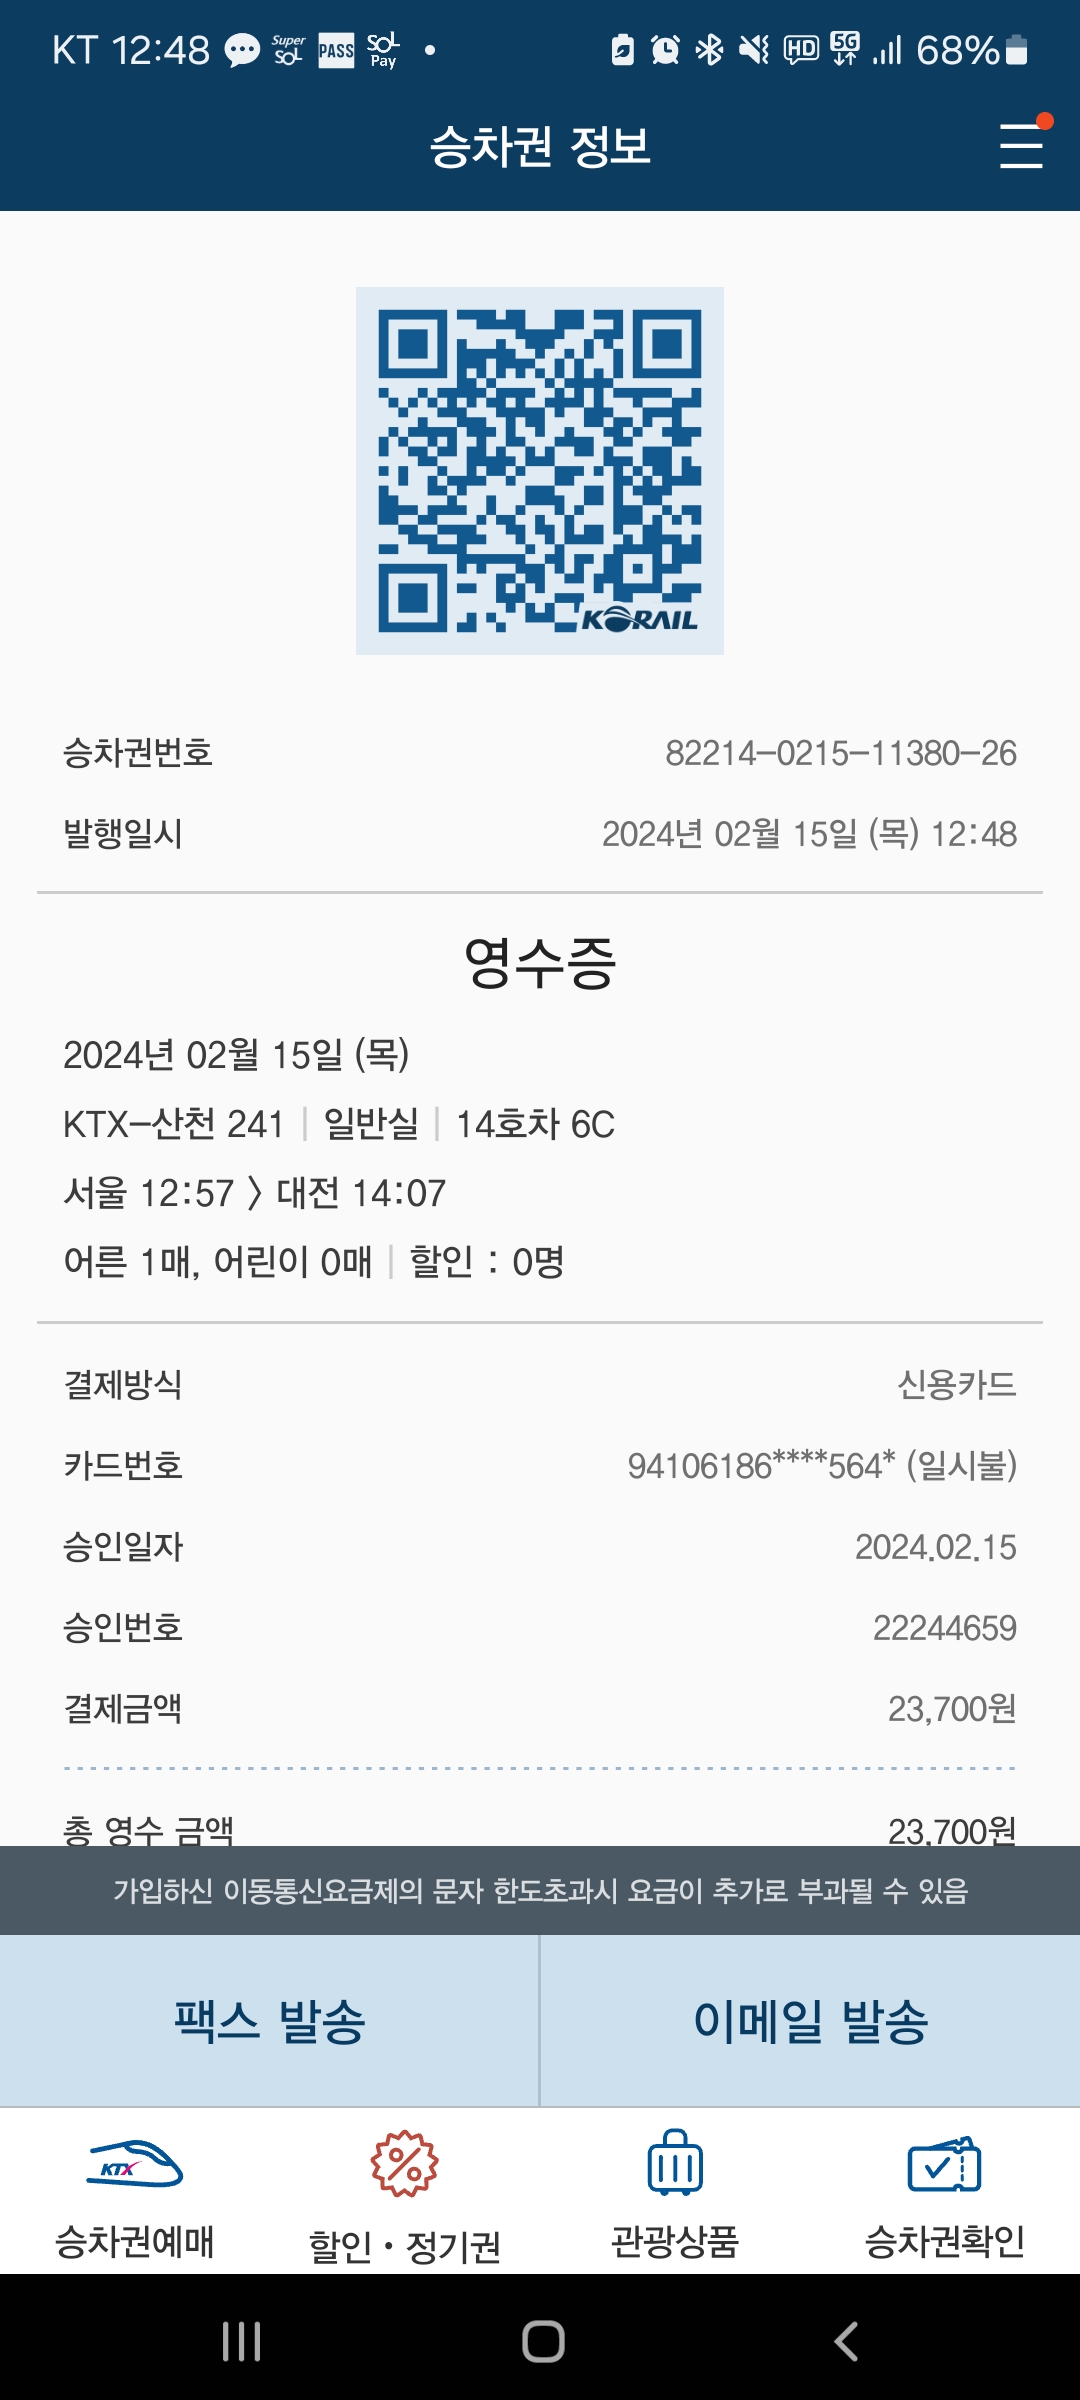 KT 12:48 Super SOL PASS SOL Pay HD 5G 68%
승차권 정보
KORAIL
승차권번호 82214-0215-11380-26
발행일시 2024년 02월 15일 (목) 12:48
영수증
2024년 02월 15일 (목)
KTX-산천 241 | 일반실 | 14호차 6C
서울 12:57 〉 대전 14:07
어른 1매, 어린이 0매 | 할인 : 0명
결제방식 신용카드
카드번호 94106186****564* (일시불)
승인일자 2024.02.15
승인번호 22244659
결제금액 23,700원
총 영수 금액 23,700원
가입하신 이동통신요금제의 문자 한도초과시 요금이 추가로 부과될 수 있음
팩스 발송 이메일 발송
KTX
승차권예매 할인·정기권 관광상품 승차권확인